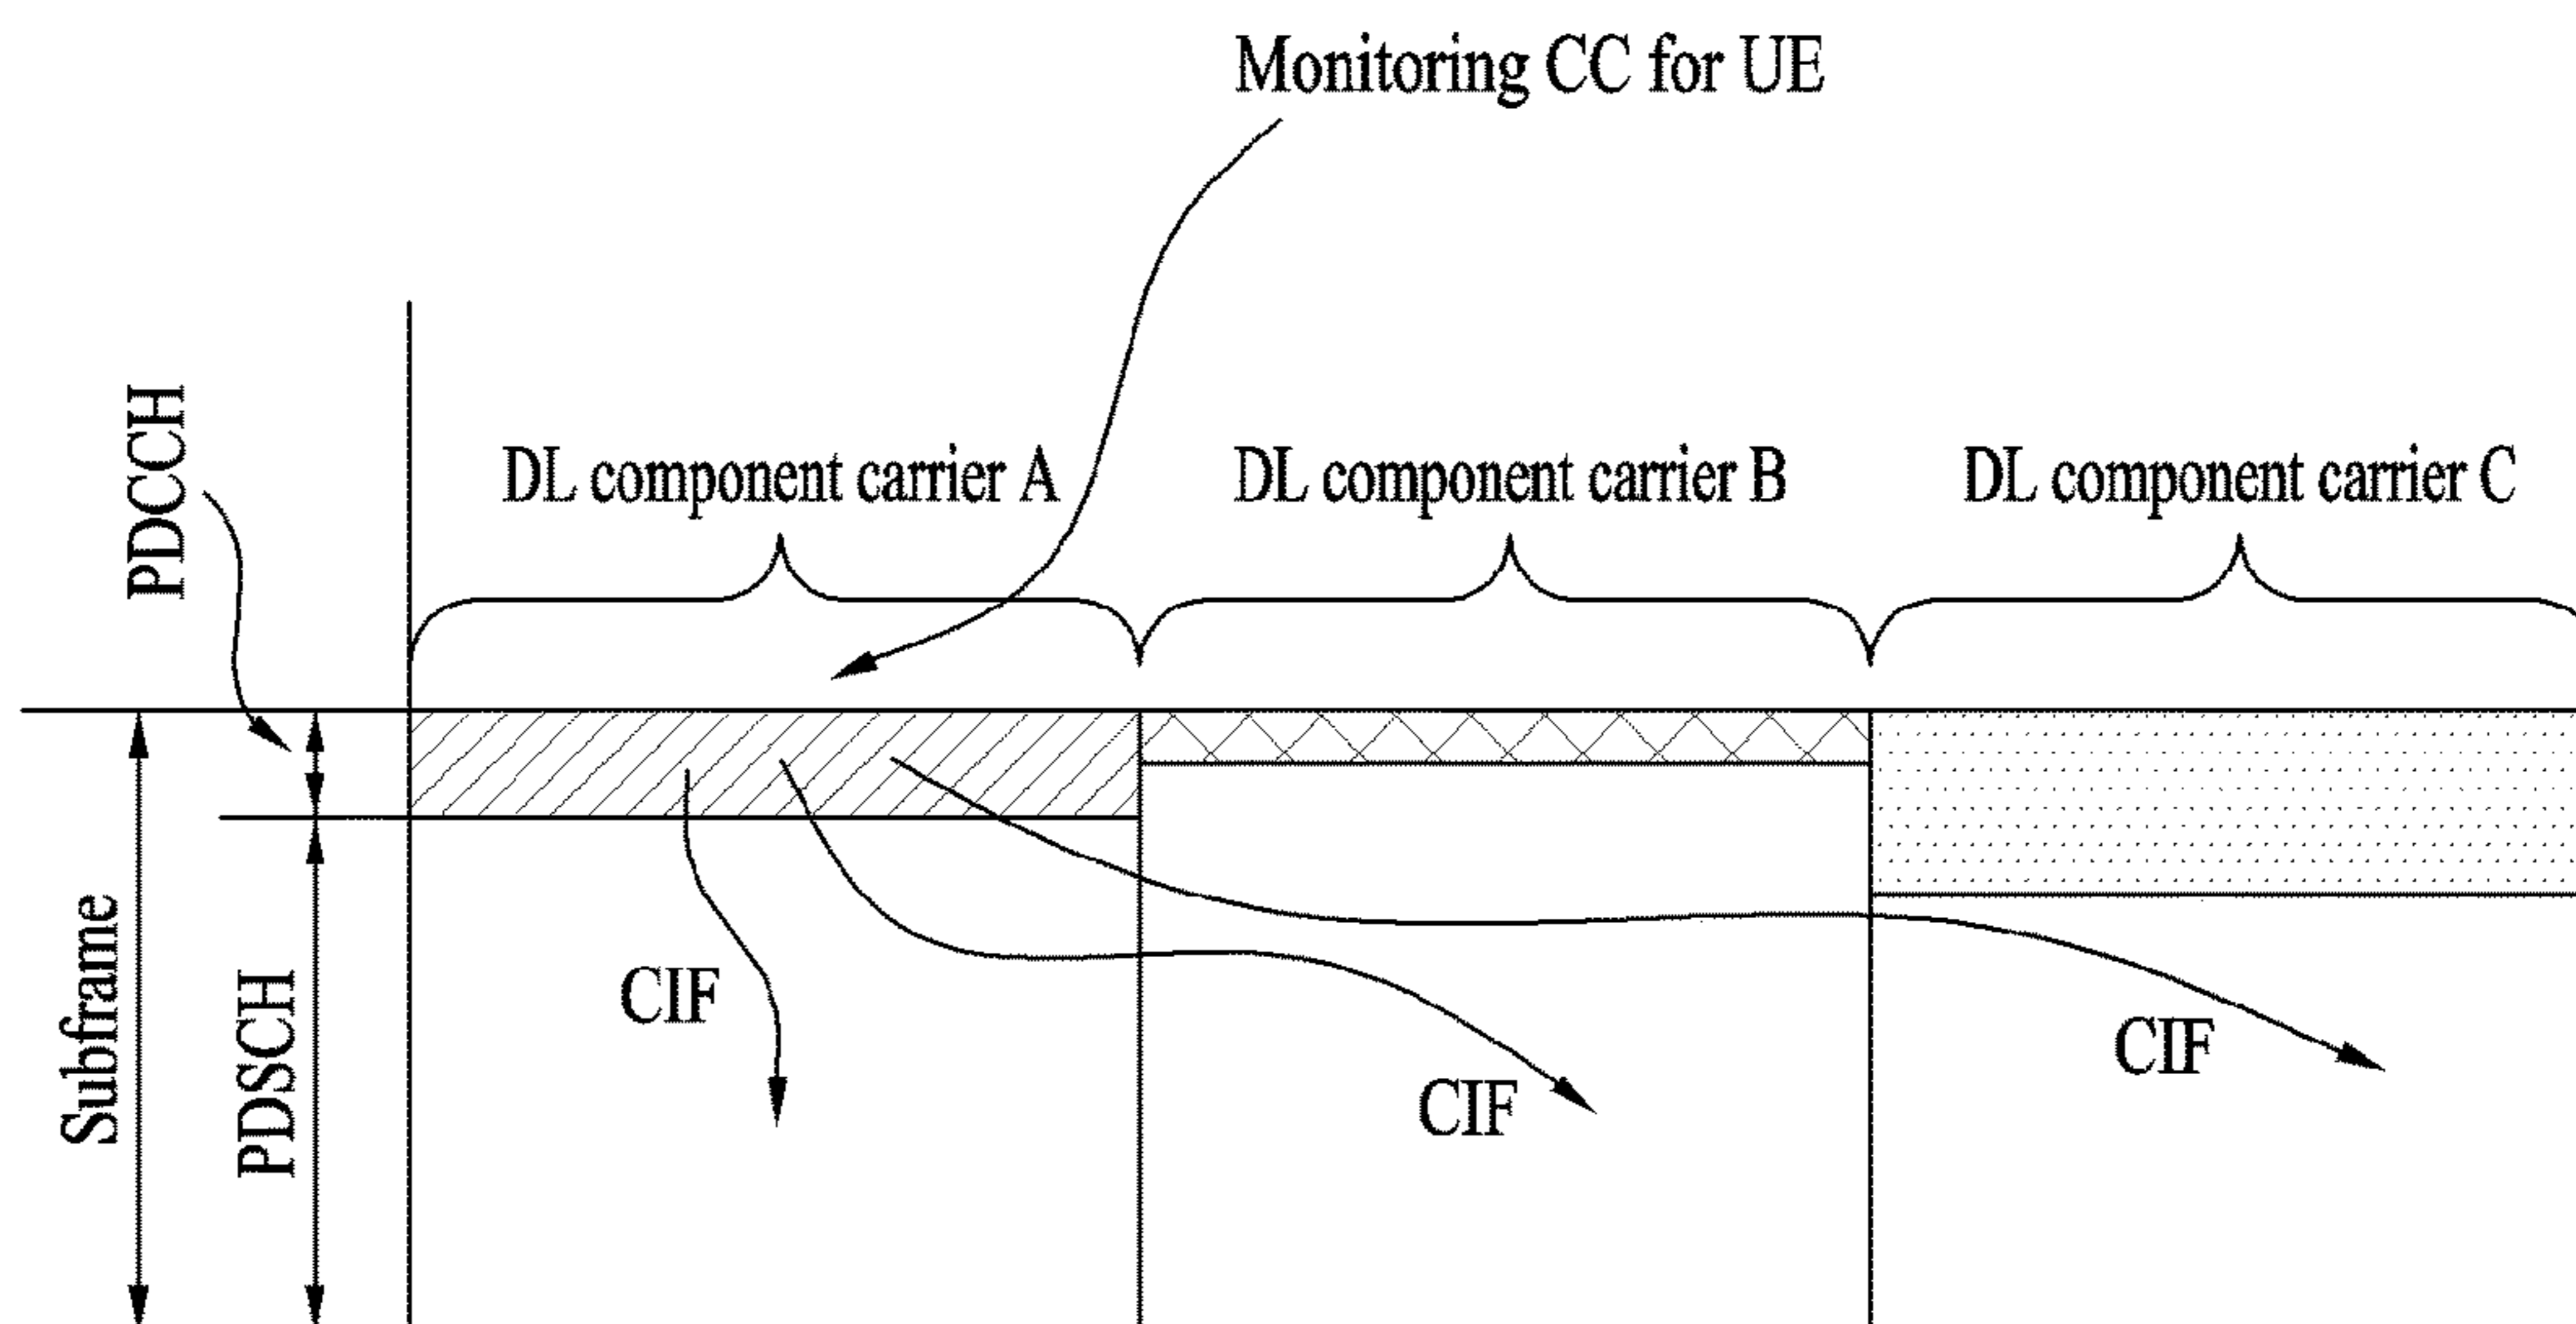 Monitoring CC for UE
PDCCH
DL component carrier A
DL component carrier B
DL component carrier C
Subframe
PDSCH
CIF
CIF
CIF